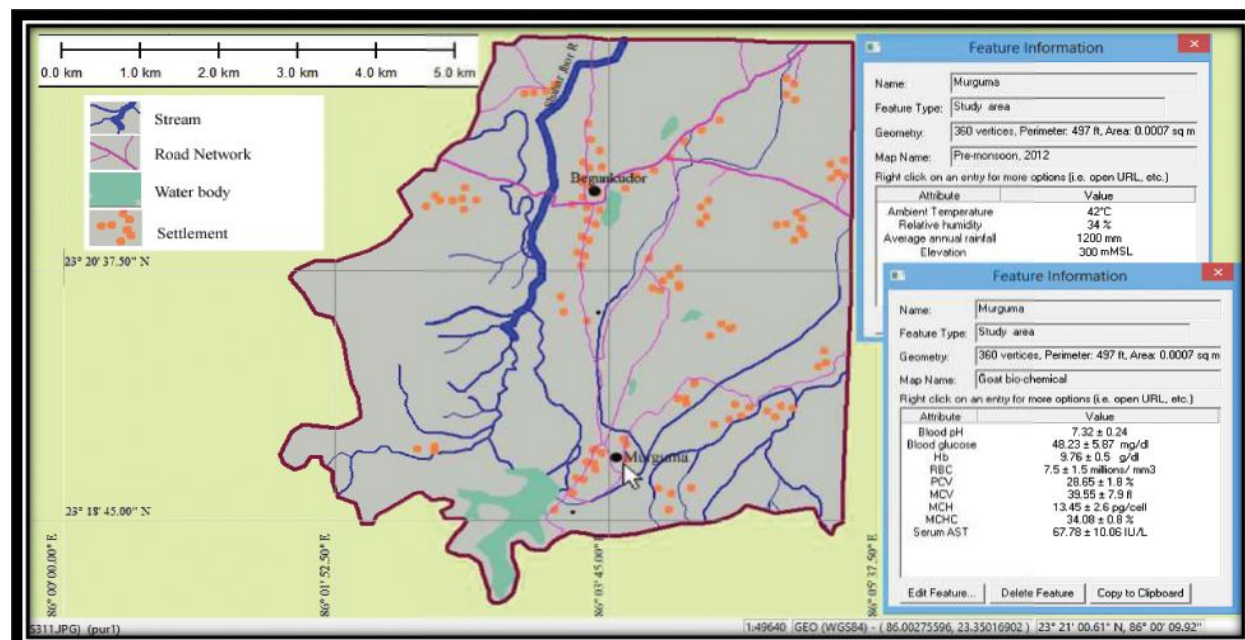 0.0 km 1.0 km 2.0 km 3.0 km 4.0 km 5.0 km
Stream
Road Network
Water body
Settlement
Begunkudor
Murguma
23° 20' 37.50" N
23° 18' 45.00" N
86° 00' 00.00" E
86° 01' 52.50" E
86° 03' 45.00" E
86° 05' 37.50" E
Feature Information
Name: Murguma
Feature Type: Study area
Geometry: 360 vertices, Perimeter: 497 ft, Area: 0.0007 sq m
Map Name: Pre-monsoon, 2012
Right click on an entry for more options (i.e. open URL, etc.)
Attribute Value
Ambient Temperature 42°C
Relative humidity 34 %
Average annual rainfall 1200 mm
Elevation 300 mMSL
Feature Information
Name: Murguma
Feature Type: Study area
Geometry: 360 vertices, Perimeter: 497 ft, Area: 0.0007 sq m
Map Name: Goat bio-chemical
Right click on an entry for more options (i.e. open URL, etc.)
Attribute Value
Blood pH 7.32 ± 0.24
Blood glucose 48.23 ± 5.87 mg/dl
Hb 9.76 ± 0.5 g/dl
RBC 7.5 ± 1.5 millions/ mm3
PCV 28.65 ± 1.8 %
MCV 39.55 ± 7.9 fl
MCH 13.45 ± 2.6 pg/cell
MCHC 34.08 ± 0.8 %
Serum AST 67.78 ± 10.06 IU/L
Edit Feature... Delete Feature Copy to Clipboard
S311.JPG) (pur1)
1:49640 GEO (WGS84) - ( 86.00275596, 23.35016902 ) 23° 21' 00.61" N, 86° 00' 09.92"